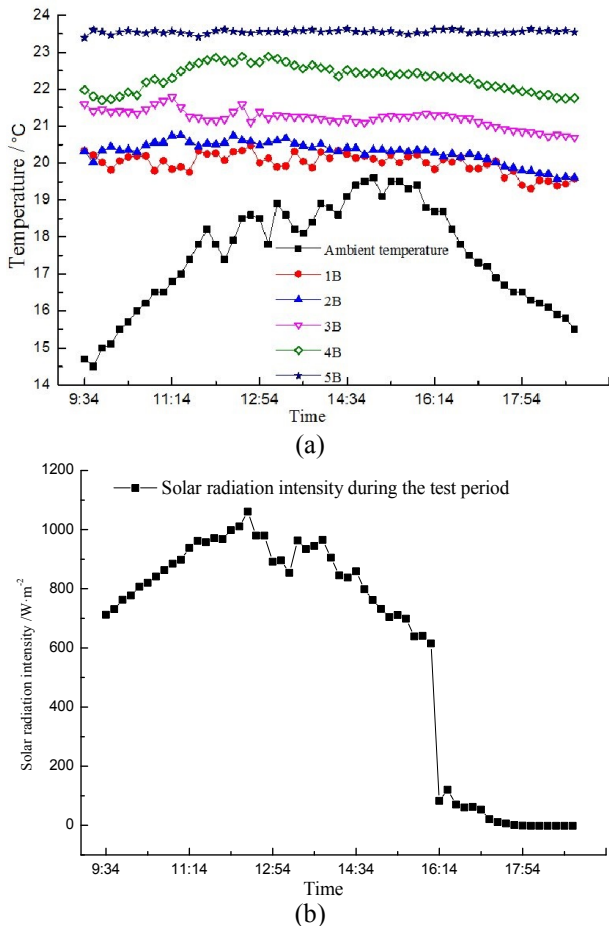 24
23
22
21
20
19
18
17
16
15
14
Temperature / °C
Ambient temperature
1B
2B
3B
4B
5B
9:34 11:14 12:54 14:34 16:14 17:54
Time
(a)
1200
1000
800
600
400
200
0
Solar radiation intensity /W·m-2
Solar radiation intensity during the test period
9:34 11:14 12:54 14:34 16:14 17:54
Time
(b)